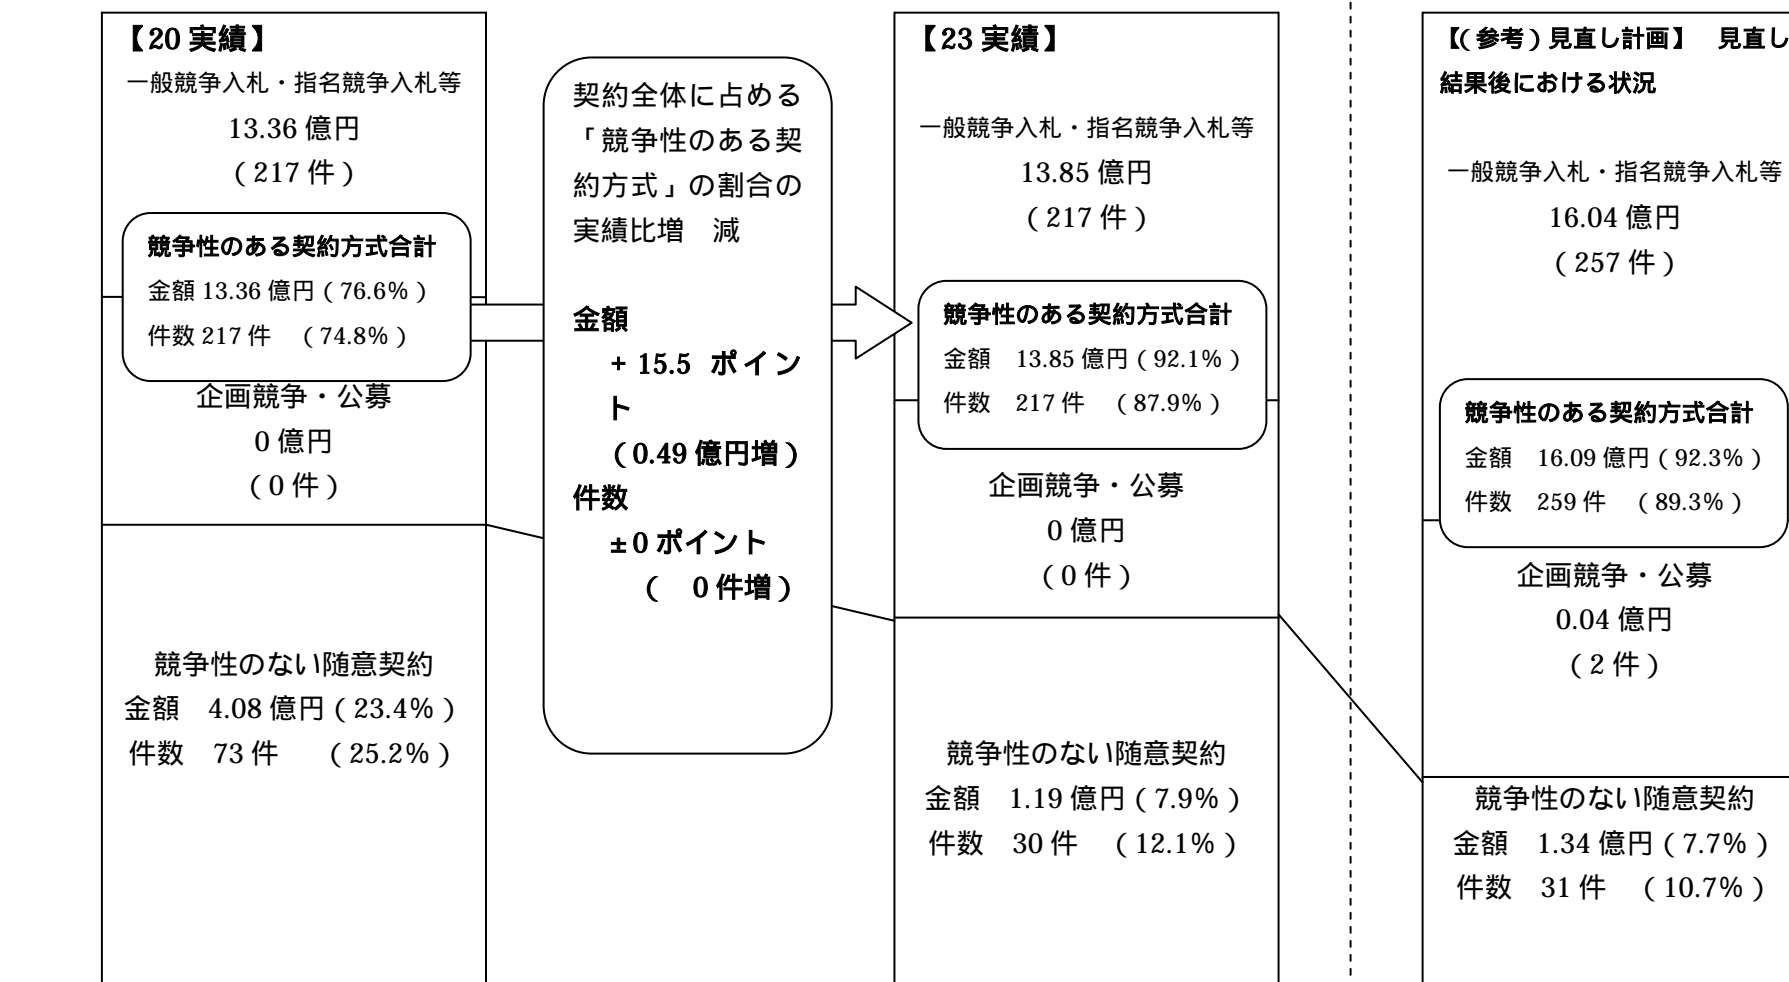 【20 実績】
一般競争入札・指名競争入札等
13.36 億円
（217 件）
競争性のある契約方式合計
金額 13.36 億円（76.6%）
件数 217 件　（74.8%）
企画競争・公募
0 億円
（0 件）
競争性のない随意契約
金額　4.08 億円（23.4%）
件数　73 件　（25.2%）
契約全体に占める
「競争性のある契
約方式」の割合の
実績比増　減
金額
+ 15.5 ポイン
ト
（0.49 億円増）
件数
±0 ポイント
（　0 件増）
【23 実績】
一般競争入札・指名競争入札等
13.85 億円
（217 件）
競争性のある契約方式合計
金額　13.85 億円（92.1%）
件数　217 件　（87.9%）
企画競争・公募
0 億円
（0 件）
競争性のない随意契約
金額　1.19 億円（7.9%）
件数　30 件　（12.1%）
【（参考）見直し計画】　見直し
結果後における状況
一般競争入札・指名競争入札等
16.04 億円
（257 件）
競争性のある契約方式合計
金額　16.09 億円（92.3%）
件数　259 件　（89.3%）
企画競争・公募
0.04 億円
（2 件）
競争性のない随意契約
金額　1.34 億円（7.7%）
件数　31 件　（10.7%）